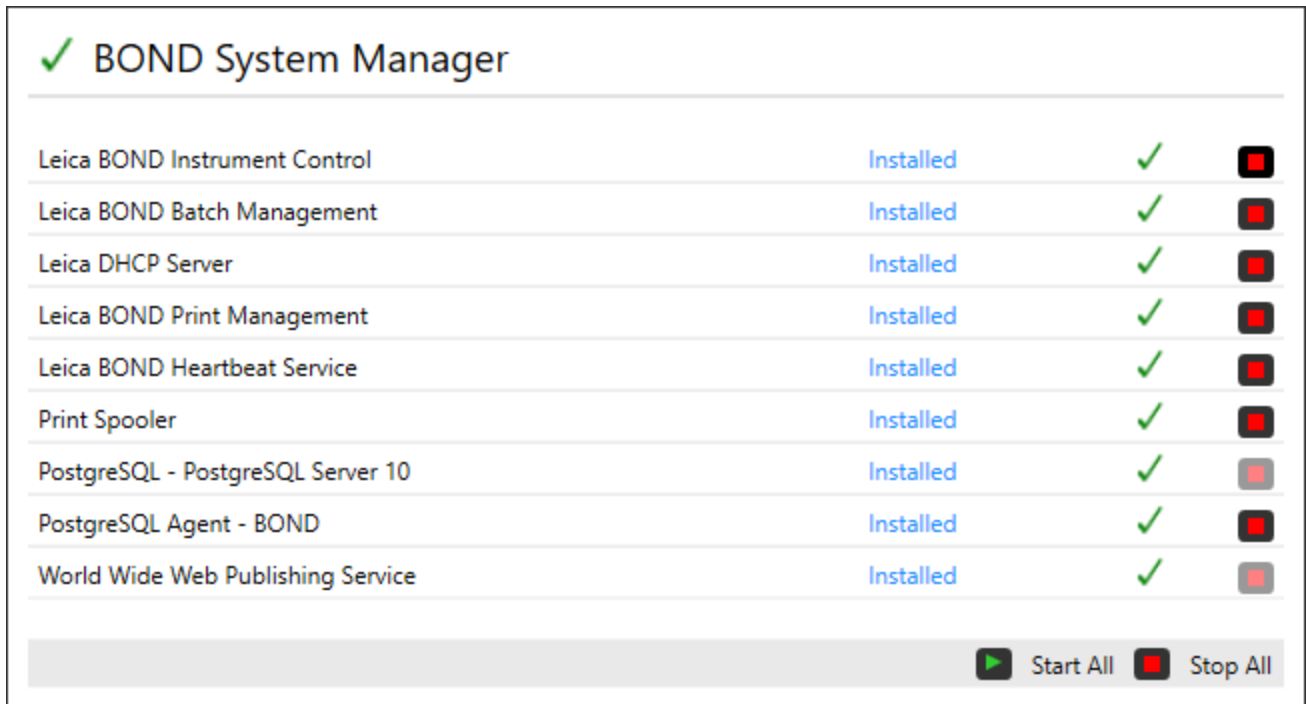 BOND System Manager
Leica BOND Instrument Control Installed
Leica BOND Batch Management Installed
Leica DHCP Server Installed
Leica BOND Print Management Installed
Leica BOND Heartbeat Service Installed
Print Spooler Installed
PostgreSQL - PostgreSQL Server 10 Installed
PostgreSQL Agent - BOND Installed
World Wide Web Publishing Service Installed
Start All Stop All